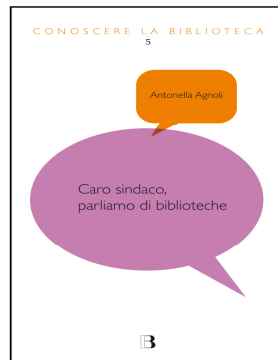 CONOSCERE LA BIBLIOTECA
5
Antonella Agnoli
Caro sindaco,
parliamo di biblioteche
B